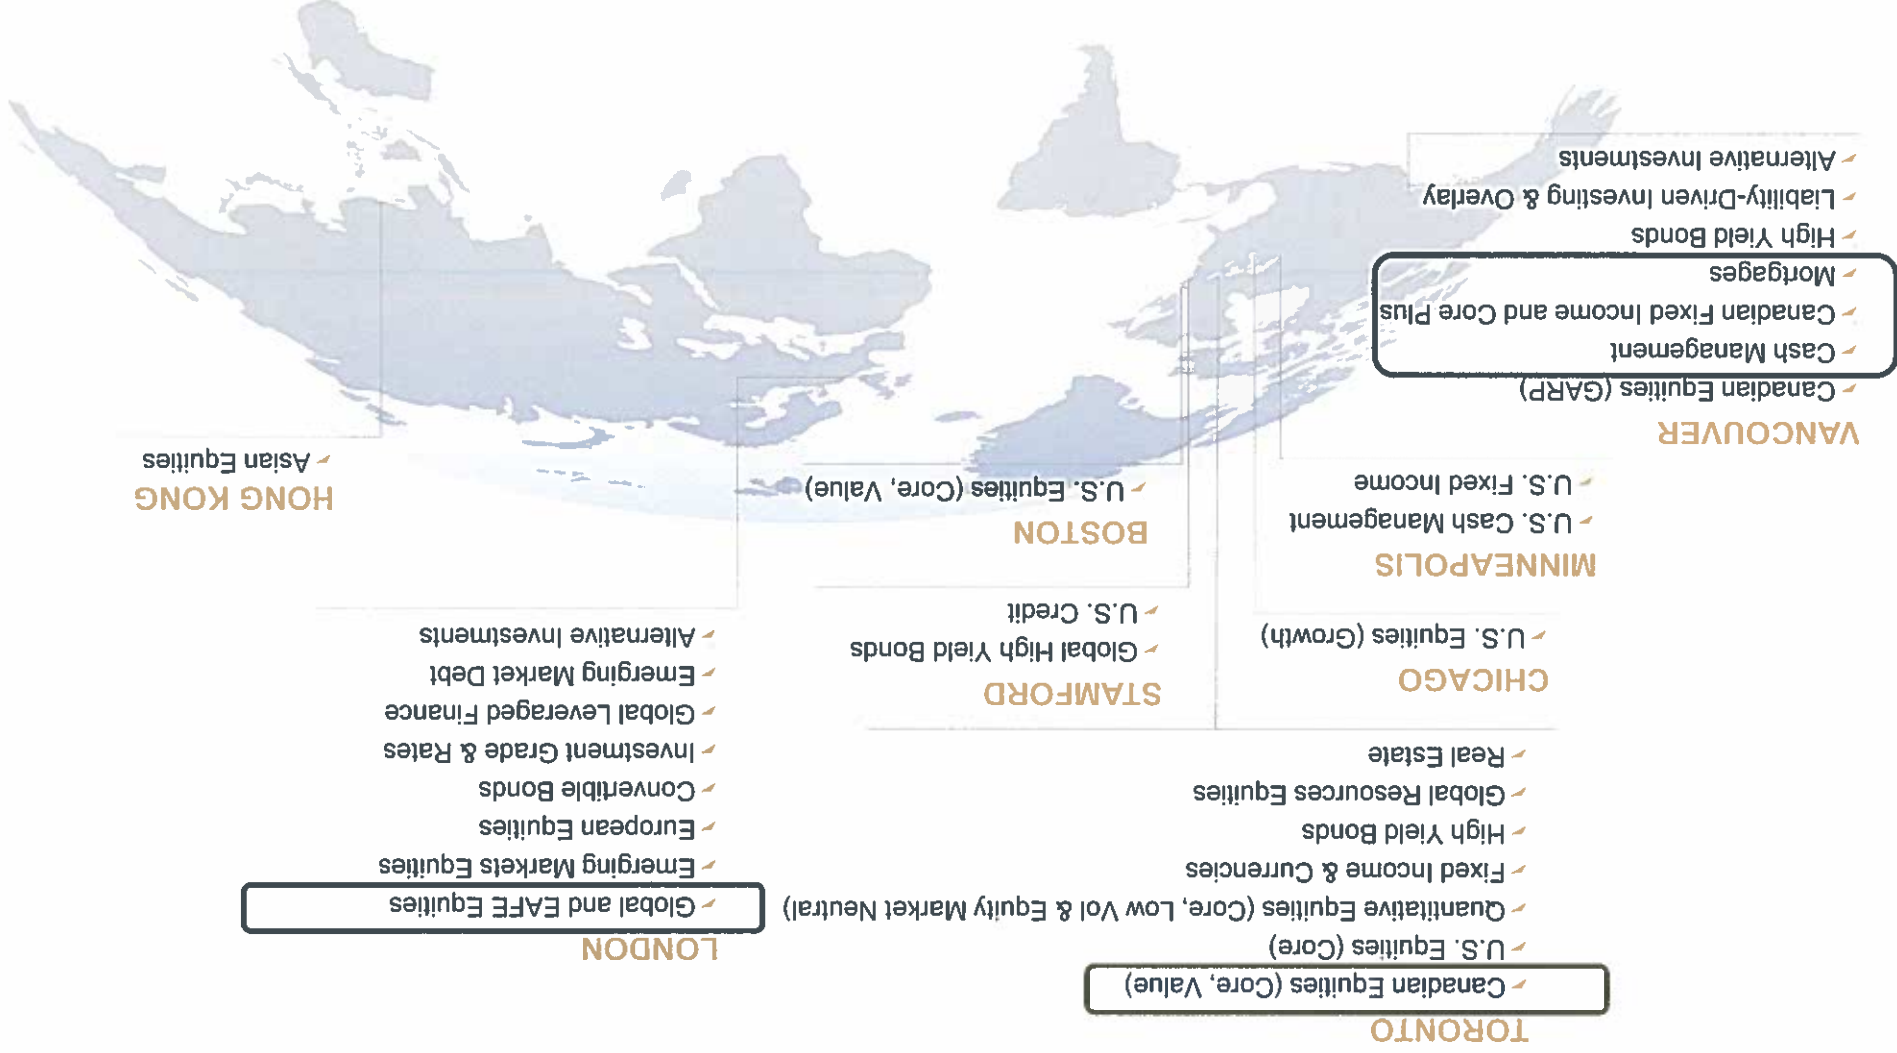 TORONTO
Canadian Equities (Core, Value)
U.S. Equities (Core)
Quantitative Equities (Core, Low Vol & Equity Market Neutral)
Fixed Income & Currencies
High Yield Bonds
Global Resources Equities
Real Estate
LONDON
Global and EAFE Equities
Emerging Markets Equities
European Equities
Convertible Bonds
Investment Grade & Rates
Global Leveraged Finance
Emerging Market Debt
Alternative Investments
CHICAGO
U.S. Equities (Growth)
STAMFORD
Global High Yield Bonds
U.S. Credit
MINNEAPOLIS
U.S. Cash Management
U.S. Fixed Income
BOSTON
U.S. Equities (Core, Value)
HONG KONG
Asian Equities
VANCOUVER
Canadian Equities (GARP)
Cash Management
Canadian Fixed Income and Core Plus
Mortgages
High Yield Bonds
Liability-Driven Investing & Overlay
Alternative Investments